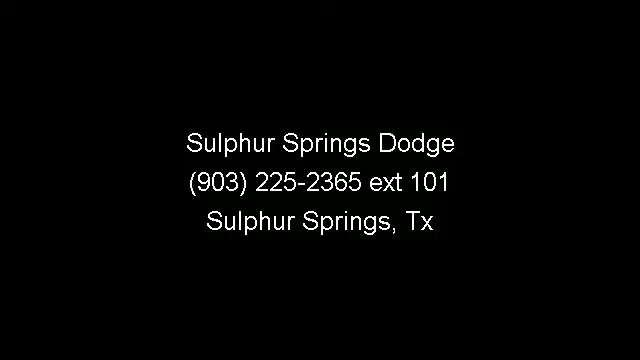 Sulphur Springs Dodge
(903) 225-2365 ext 101
Sulphur Springs, Tx